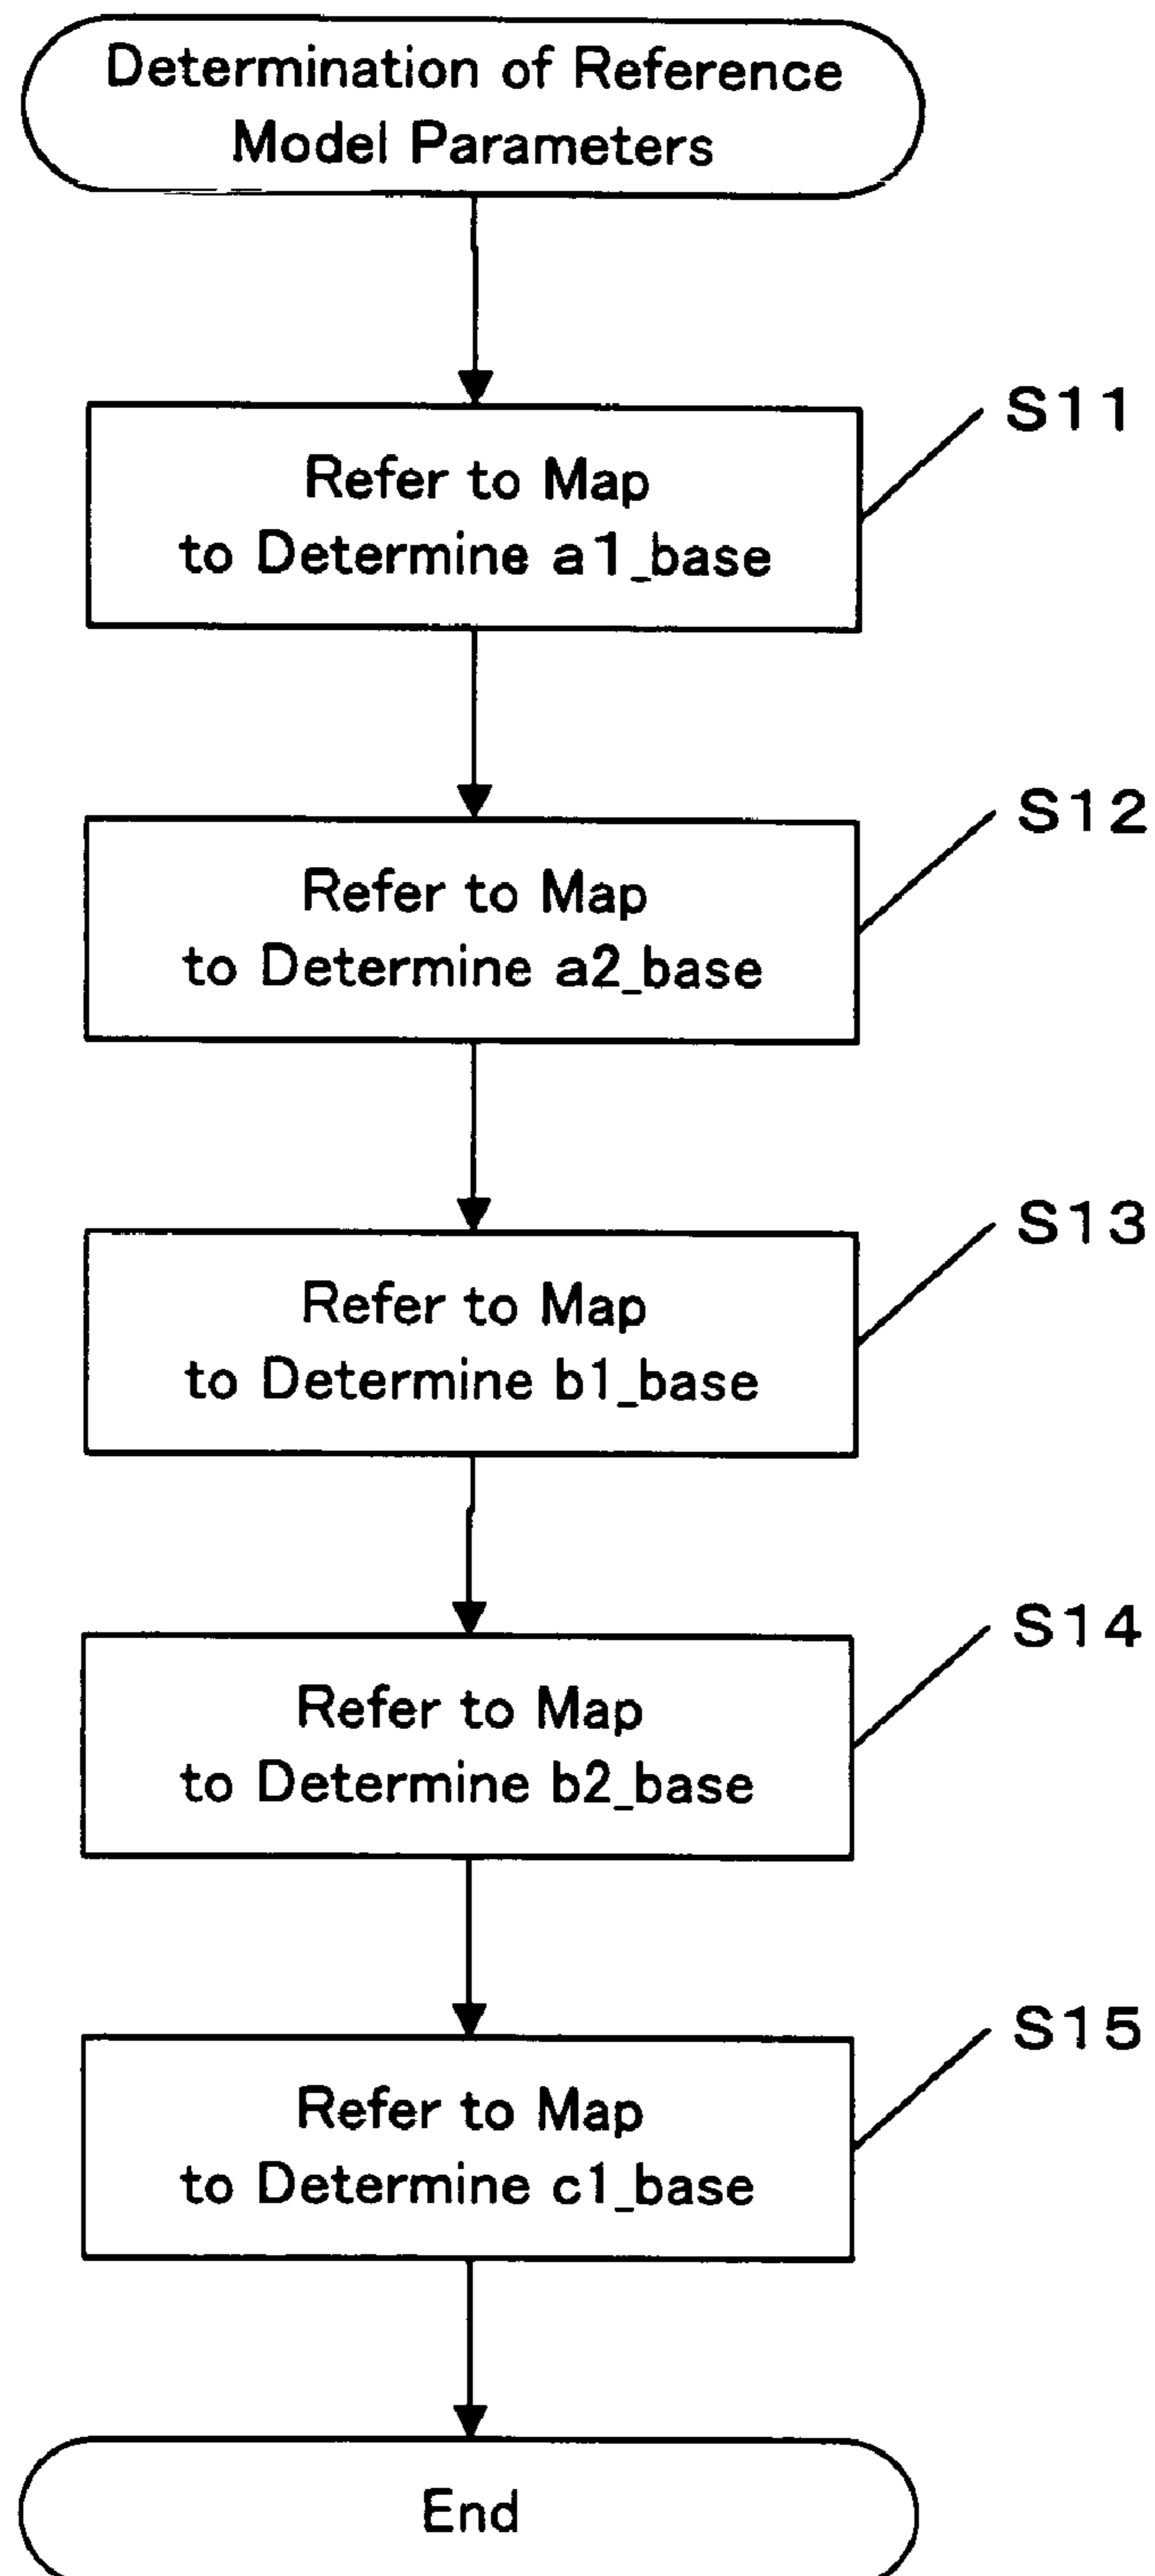 Determination of Reference
Model Parameters
S11
Refer to Map
to Determine a1_base
S12
Refer to Map
to Determine a2_base
S13
Refer to Map
to Determine b1_base
S14
Refer to Map
to Determine b2_base
S15
Refer to Map
to Determine c1_base
End